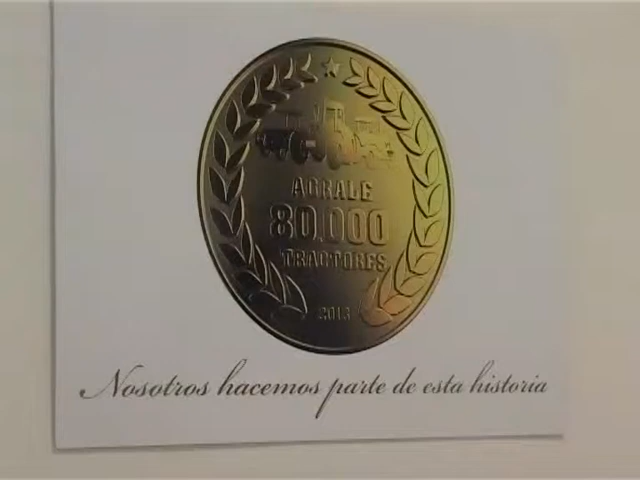 AGRALE
80.000
TRACTORES
2013
Nosotros hacemos parte de esta historia